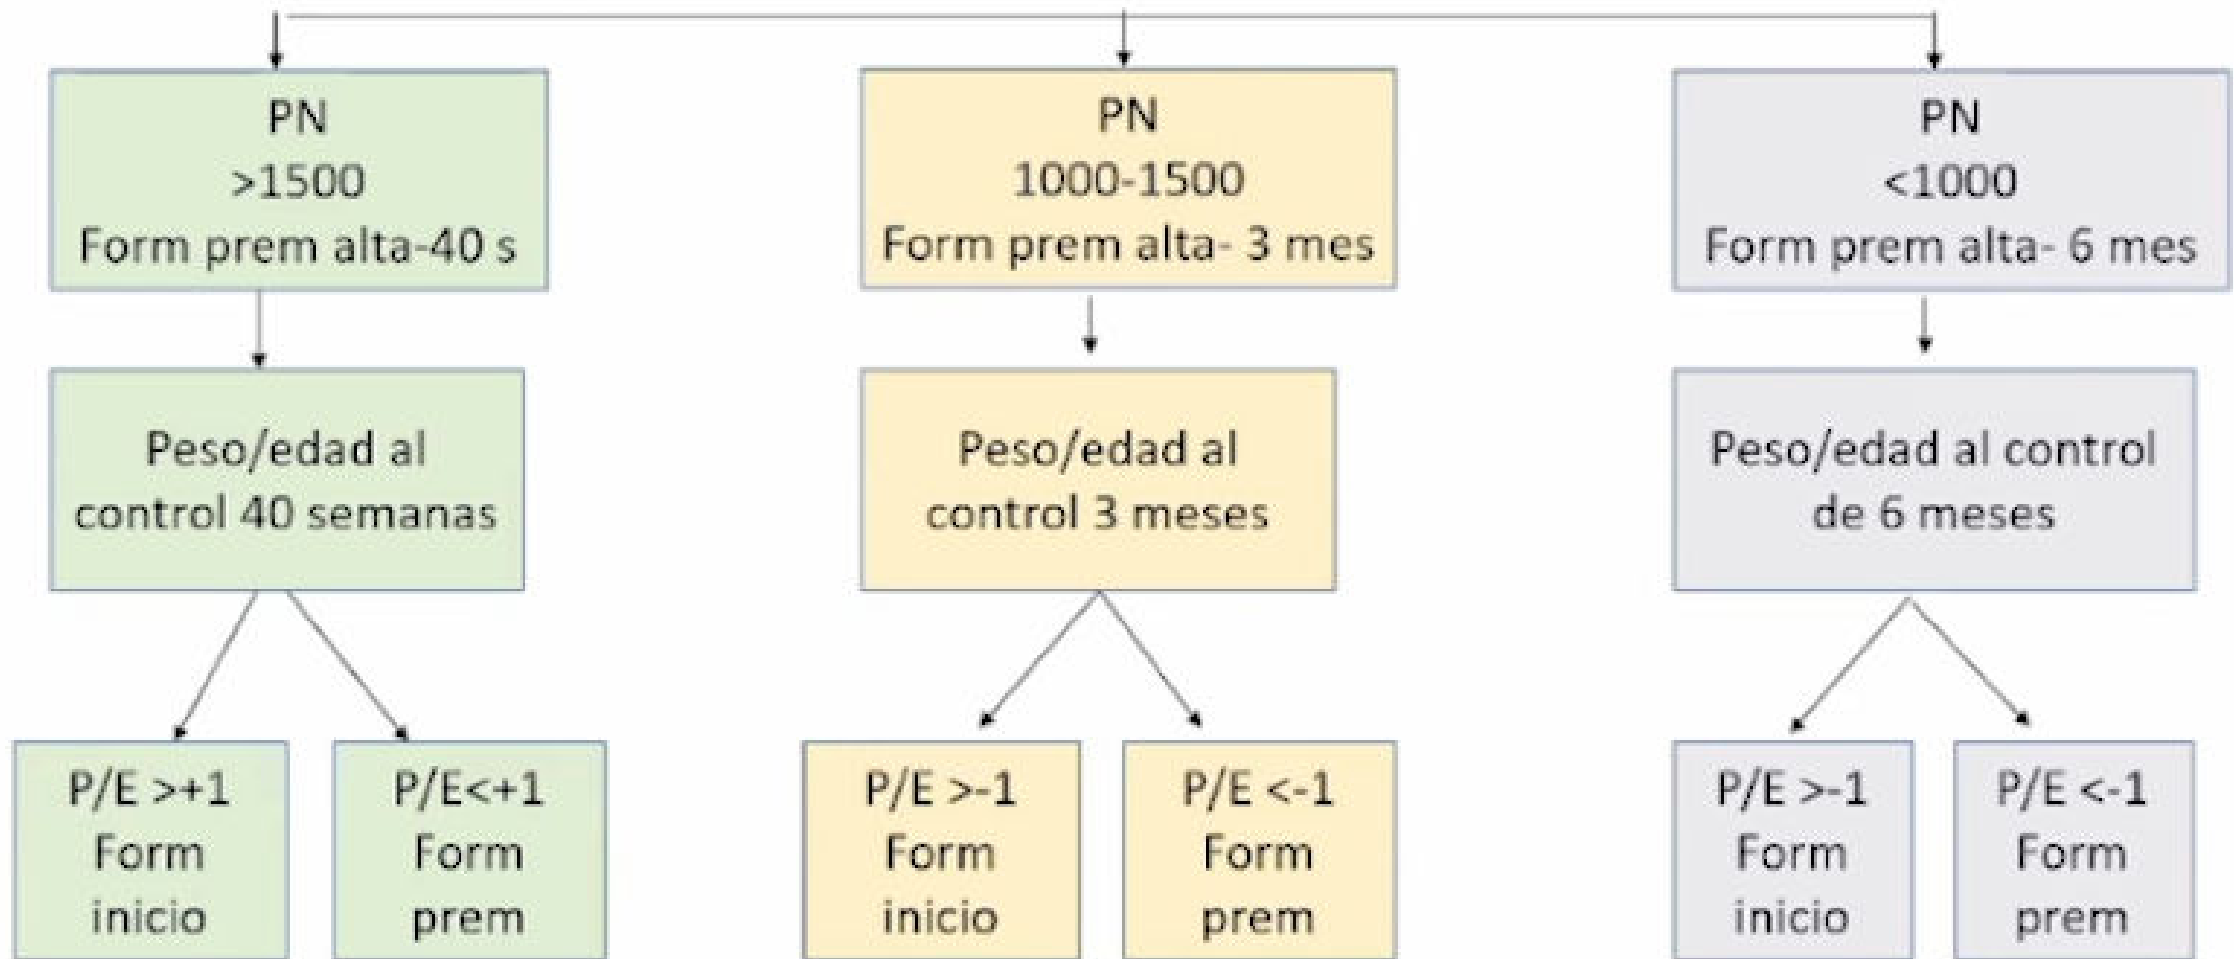 PN
>1500
Form prem alta-40 s
PN
1000-1500
Form prem alta- 3 mes
PN
<1000
Form prem alta- 6 mes
Peso/edad al
control 40 semanas
Peso/edad al
control 3 meses
Peso/edad al control
de 6 meses
P/E >+1
Form
inicio
P/E<+1
Form
prem
P/E >-1
Form
inicio
P/E <-1
Form
prem
P/E >-1
Form
inicio
P/E <-1
Form
prem